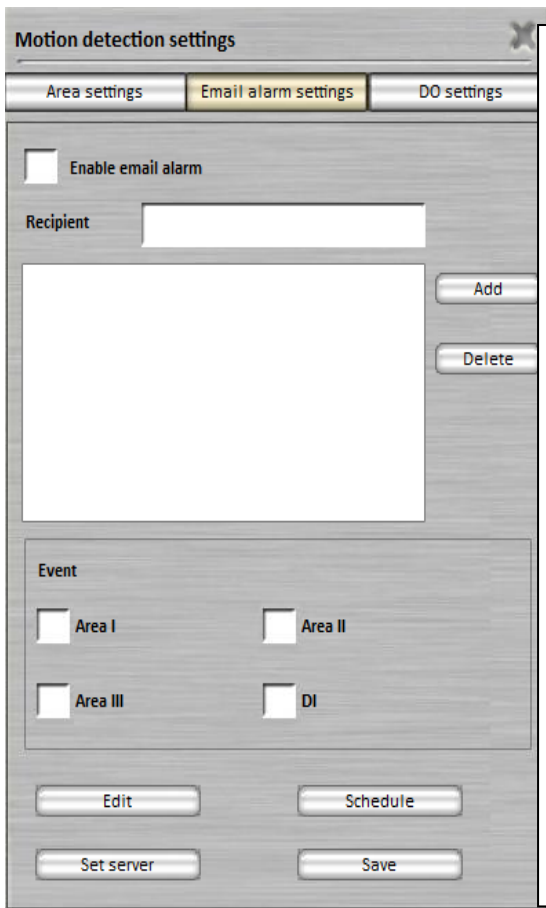 Motion detection settings
Area settings Email alarm settings DO settings
Enable email alarm
Recipient
Add
Delete
Event
Area I Area II
Area III DI
Edit Schedule
Set server Save